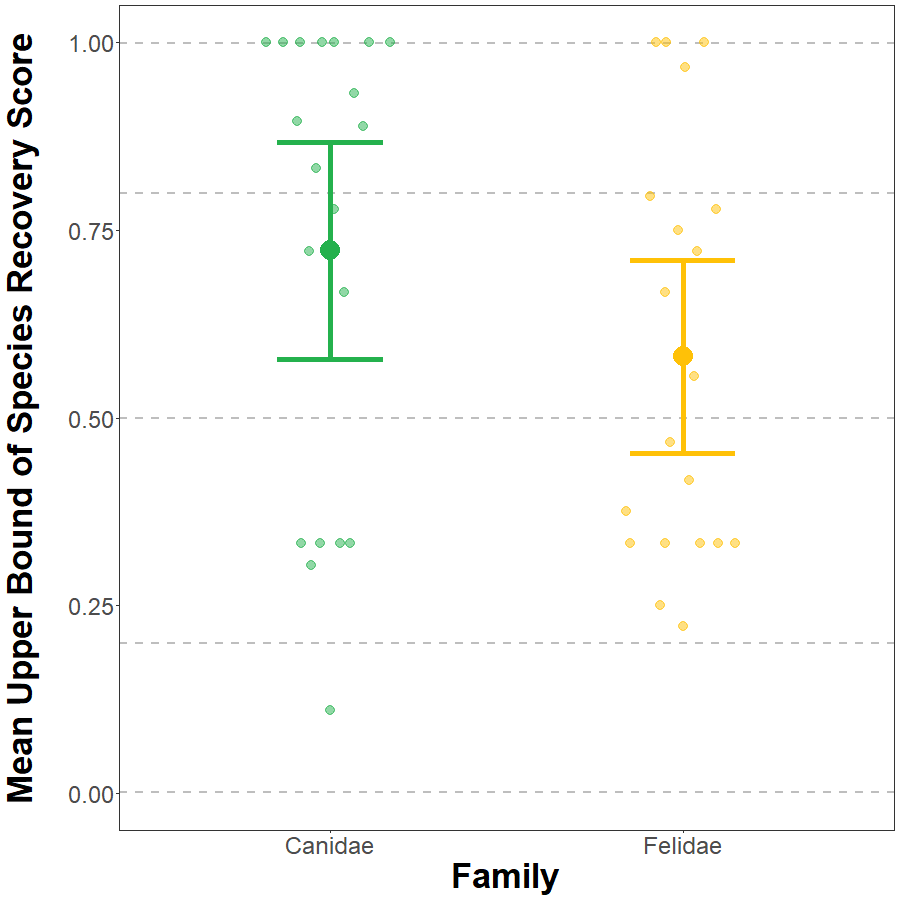 Mean Upper Bound of Species Recovery Score
1.00
0.75
0.50
0.25
0.00
Canidae Felidae
Family